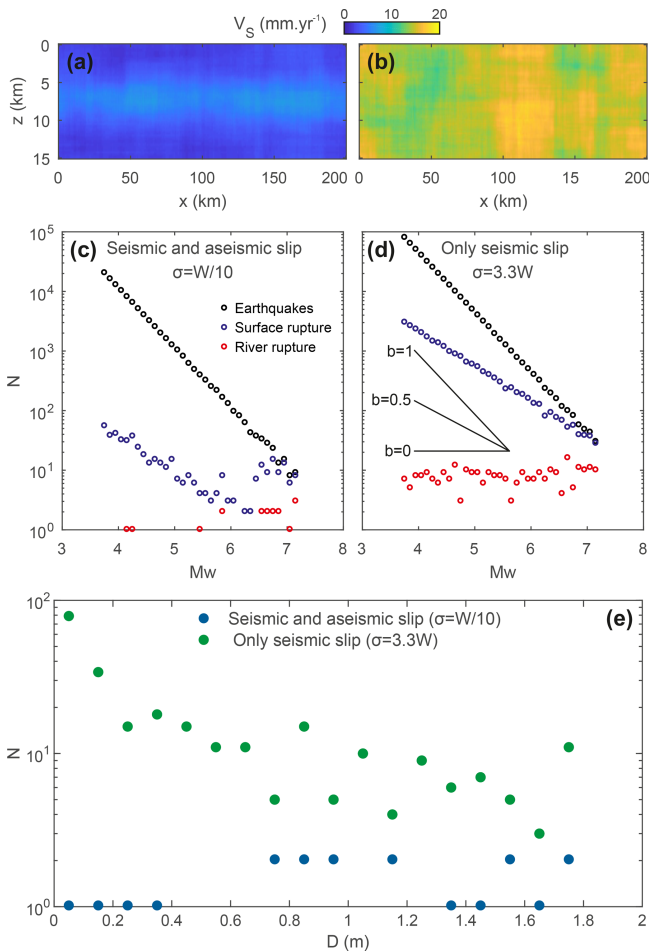 V_S (mm.yr⁻¹)
0 10 20
(a)
(b)
0
5
10
15
z (km)
0 50 100 150 200
0 50 100 15 200
x (km)
x (km)
(c)
Seismic and aseismic slip
σ=W/10
Earthquakes
Surface rupture
River rupture
(d)
Only seismic slip
σ=3.3W
b=1
b=0.5
b=0
10⁵
10⁴
10³
10²
10¹
10⁰
N
3 4 5 6 7 8
4 5 6 7 8
Mw
Mw
(e)
Seismic and aseismic slip (σ=W/10)
Only seismic slip (σ=3.3W)
10²
10¹
10⁰
N
0 0.2 0.4 0.6 0.8 1 1.2 1.4 1.6 1.8 2
D (m)